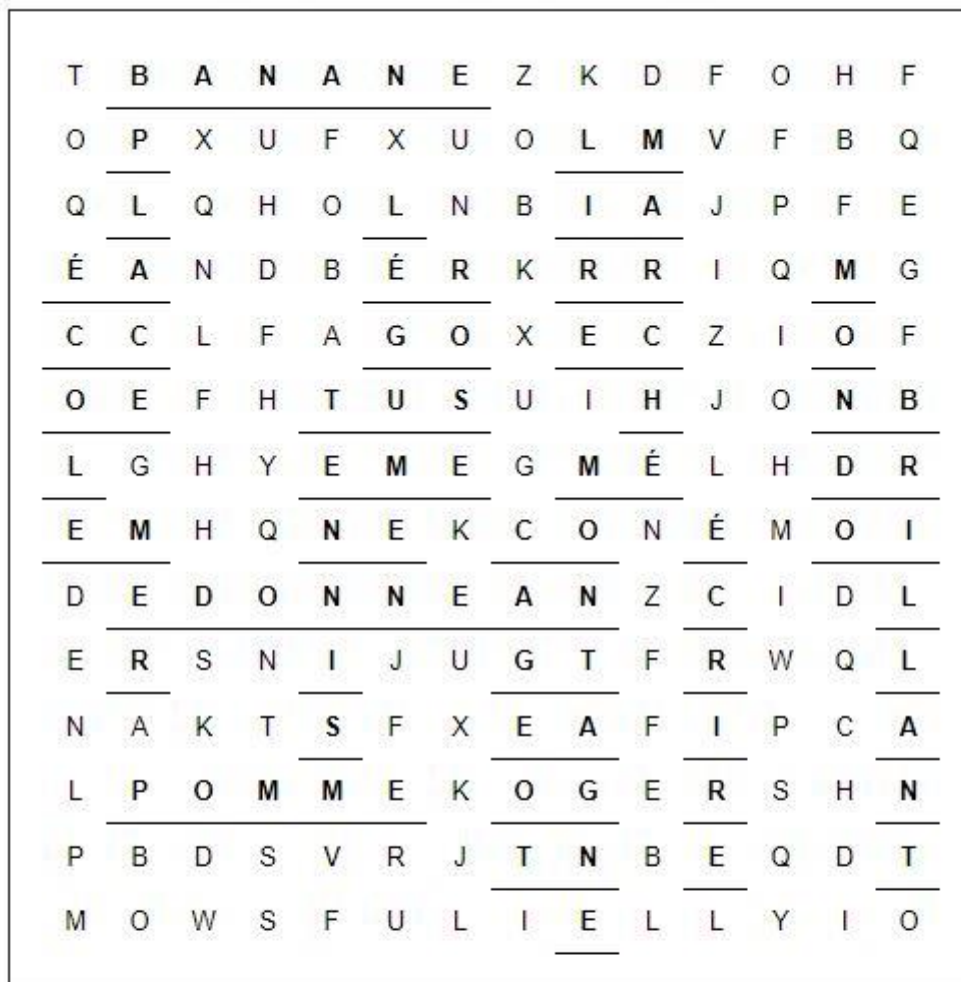 T B A N A N E Z K D F O H F
O P X U F X U O L M V F B Q
Q L Q H O L N B I A J P F E
É A N D B É R K R R I Q M G
C C L F A G O X E C Z I O F
O E F H T U S U I H J O N B
L G H Y E M E G M É L H D R
E M H Q N E K C O N É M O I
D E D O N N E A N Z C I D L
E R S N I J U G T F R W Q L
N A K T S F X E A F I P C A
L P O M M E K O G E R S H N
P B D S V R J T N B E Q D T
M O W S F U L I E L L Y I O